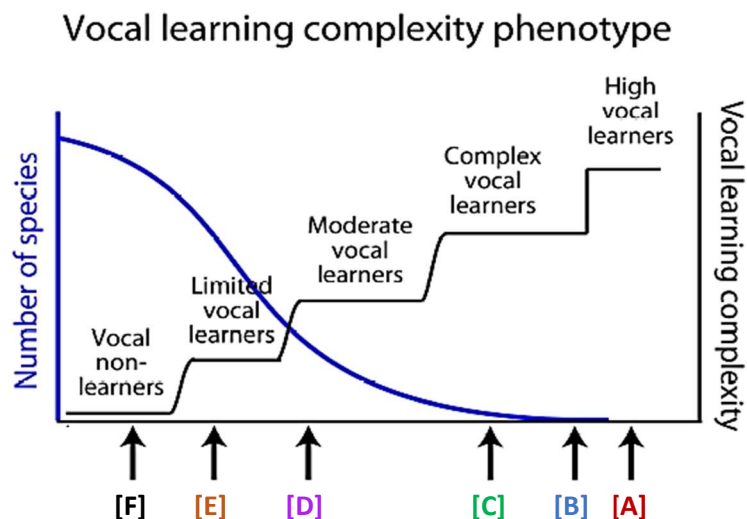 Vocal learning complexity phenotype
Number of species
Vocal
non-
learners
Limited
vocal
learners
Moderate
vocal
learners
Complex
vocal
learners
High
vocal
learners
Vocal learning complexity
[F]
[E]
[D]
[C]
[B]
[A]